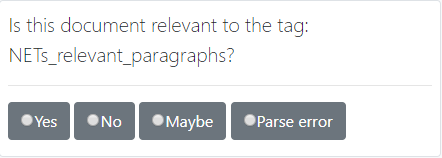 Is this document relevant to the tag:
NETs_relevant_paragraphs?
Yes No Maybe Parse error